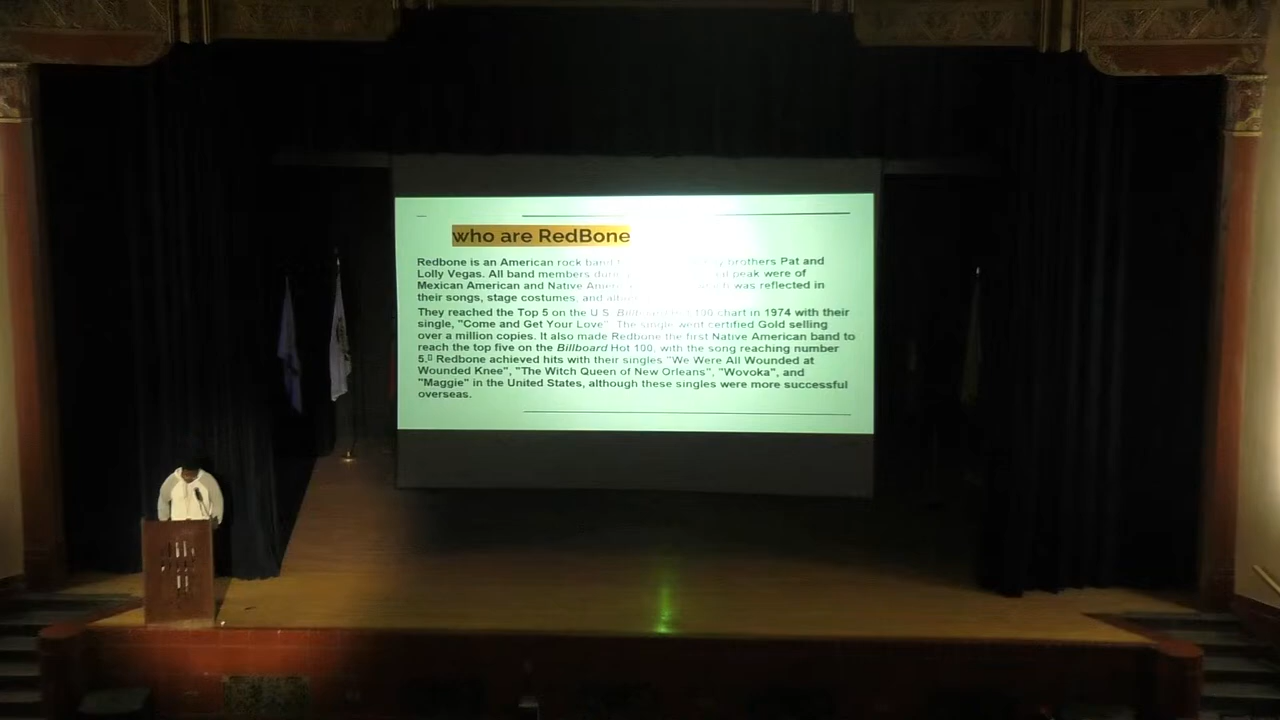 who are RedBone
Redbone is an American rock band brothers Pat and
Lolly Vegas. All band members peak were of
Mexican American and Native was reflected in
their songs, stage costumes, and
They reached the Top 5 on the U.S. Billboard Hot 100 chart in 1974 with their
single, "Come and Get Your Love" The single went certified Gold selling
over a million copies. It also made Redbone the first Native American band to
reach the top five on the Billboard Hot 100, with the song reaching number
5.[] Redbone achieved hits with their singles "We Were All Wounded at
Wounded Knee", "The Witch Queen of New Orleans", "Wovoka", and
"Maggie" in the United States, although these singles were more successful
overseas.